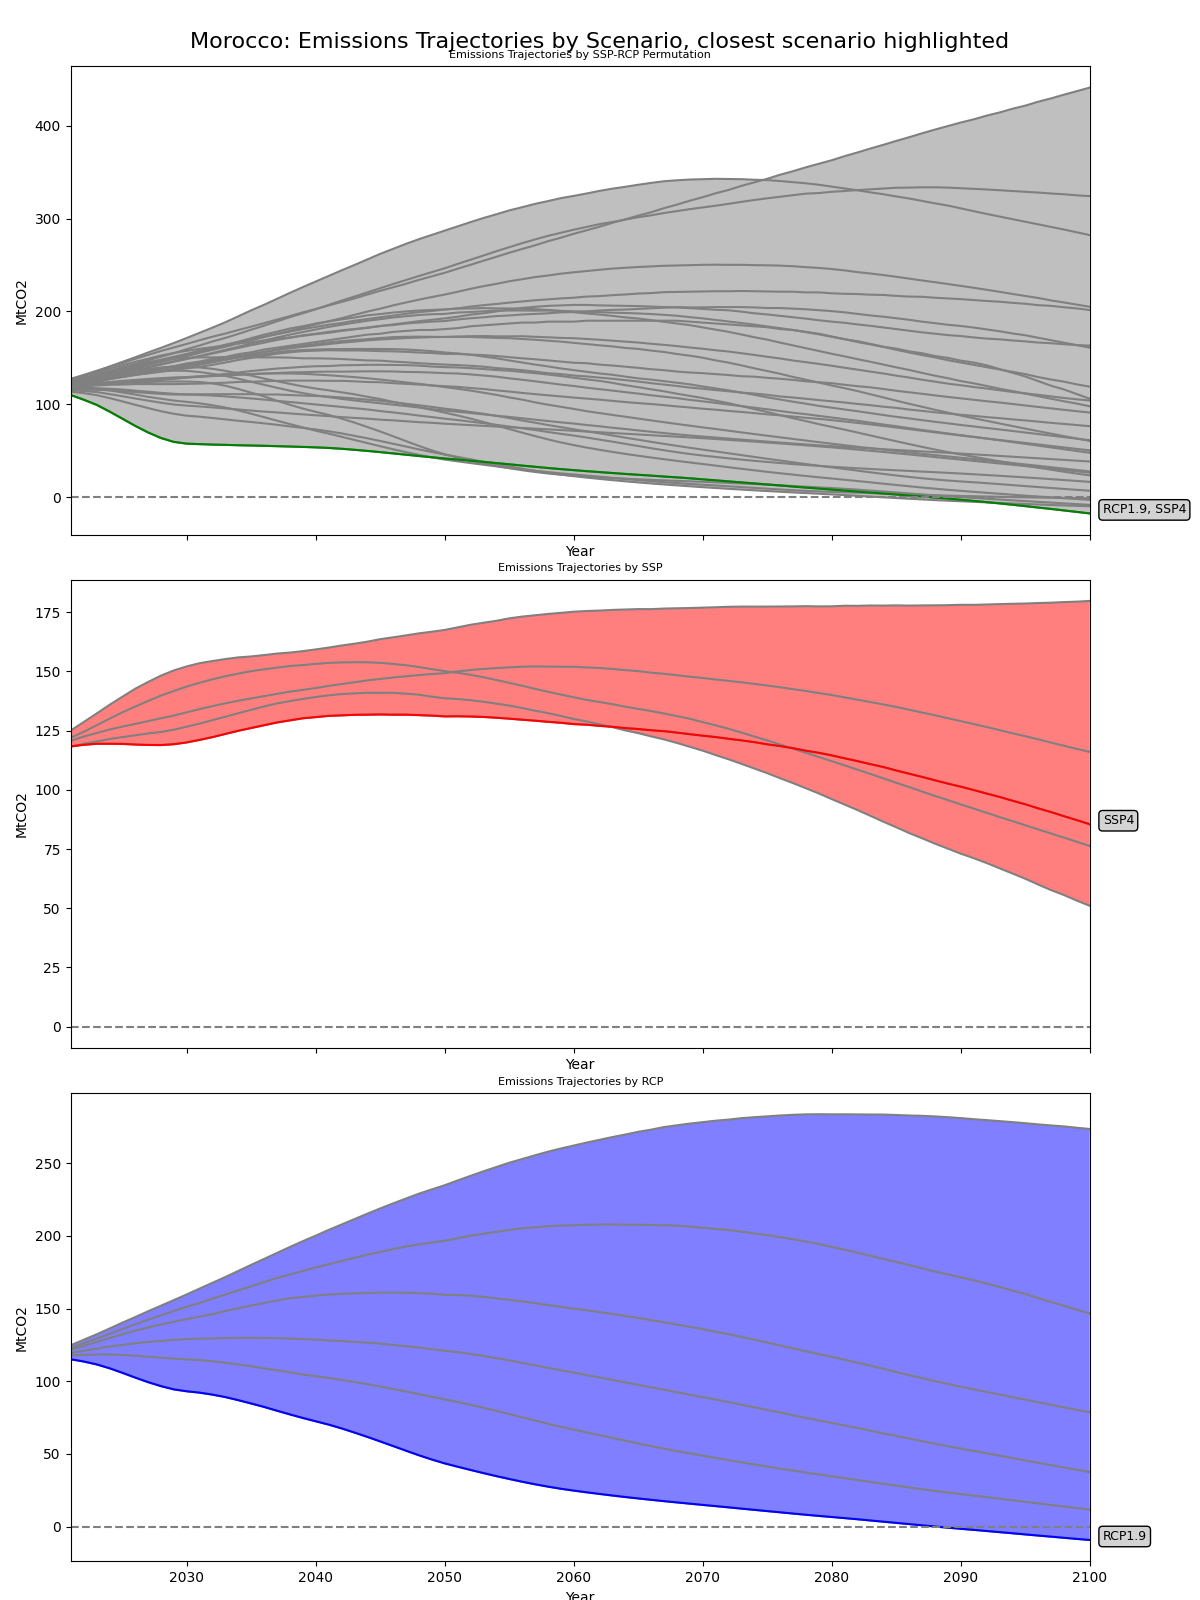 Morocco: Emissions Trajectories by Scenario, closest scenario highlighted
Emissions Trajectories by SSP-RCP Permutation
400
300
200
100
0
MtCO2
RCP1.9, SSP4
Year
Emissions Trajectories by SSP
175
150
125
100
75
50
25
0
MtCO2
SSP4
Year
Emissions Trajectories by RCP
250
200
150
100
50
0
MtCO2
RCP1.9
2030 2040 2050 2060 2070 2080 2090 2100
Year